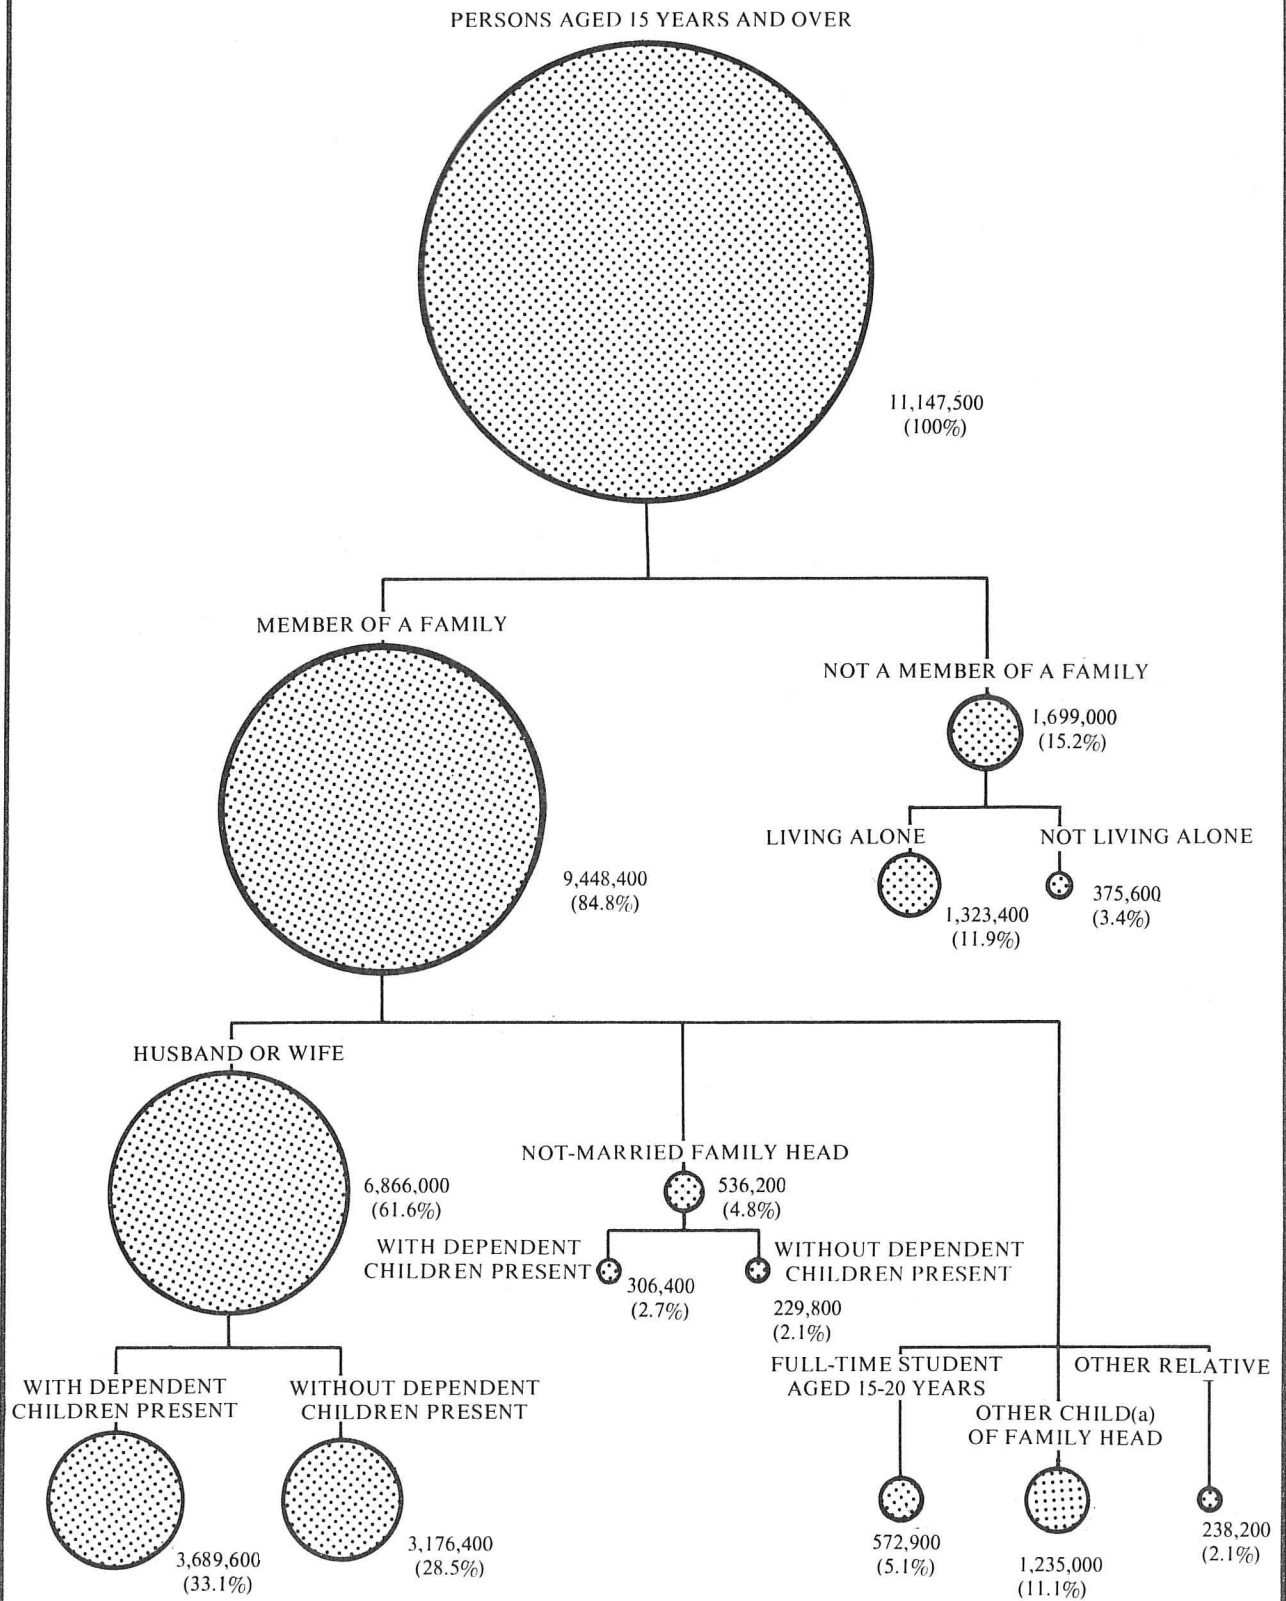 PERSONS AGED 15 YEARS AND OVER
11,147,500
(100%)
MEMBER OF A FAMILY
9,448,400
(84.8%)
NOT A MEMBER OF A FAMILY
1,699,000
(15.2%)
LIVING ALONE
1,323,400
(11.9%)
NOT LIVING ALONE
375,600
(3.4%)
HUSBAND OR WIFE
6,866,000
(61.6%)
NOT-MARRIED FAMILY HEAD
536,200
(4.8%)
WITH DEPENDENT
CHILDREN PRESENT
306,400
(2.7%)
WITHOUT DEPENDENT
CHILDREN PRESENT
229,800
(2.1%)
WITH DEPENDENT
CHILDREN PRESENT
3,689,600
(33.1%)
WITHOUT DEPENDENT
CHILDREN PRESENT
3,176,400
(28.5%)
FULL-TIME STUDENT
AGED 15-20 YEARS
572,900
(5.1%)
OTHER CHILD(a)
OF FAMILY HEAD
1,235,000
(11.1%)
OTHER RELATIVE
238,200
(2.1%)